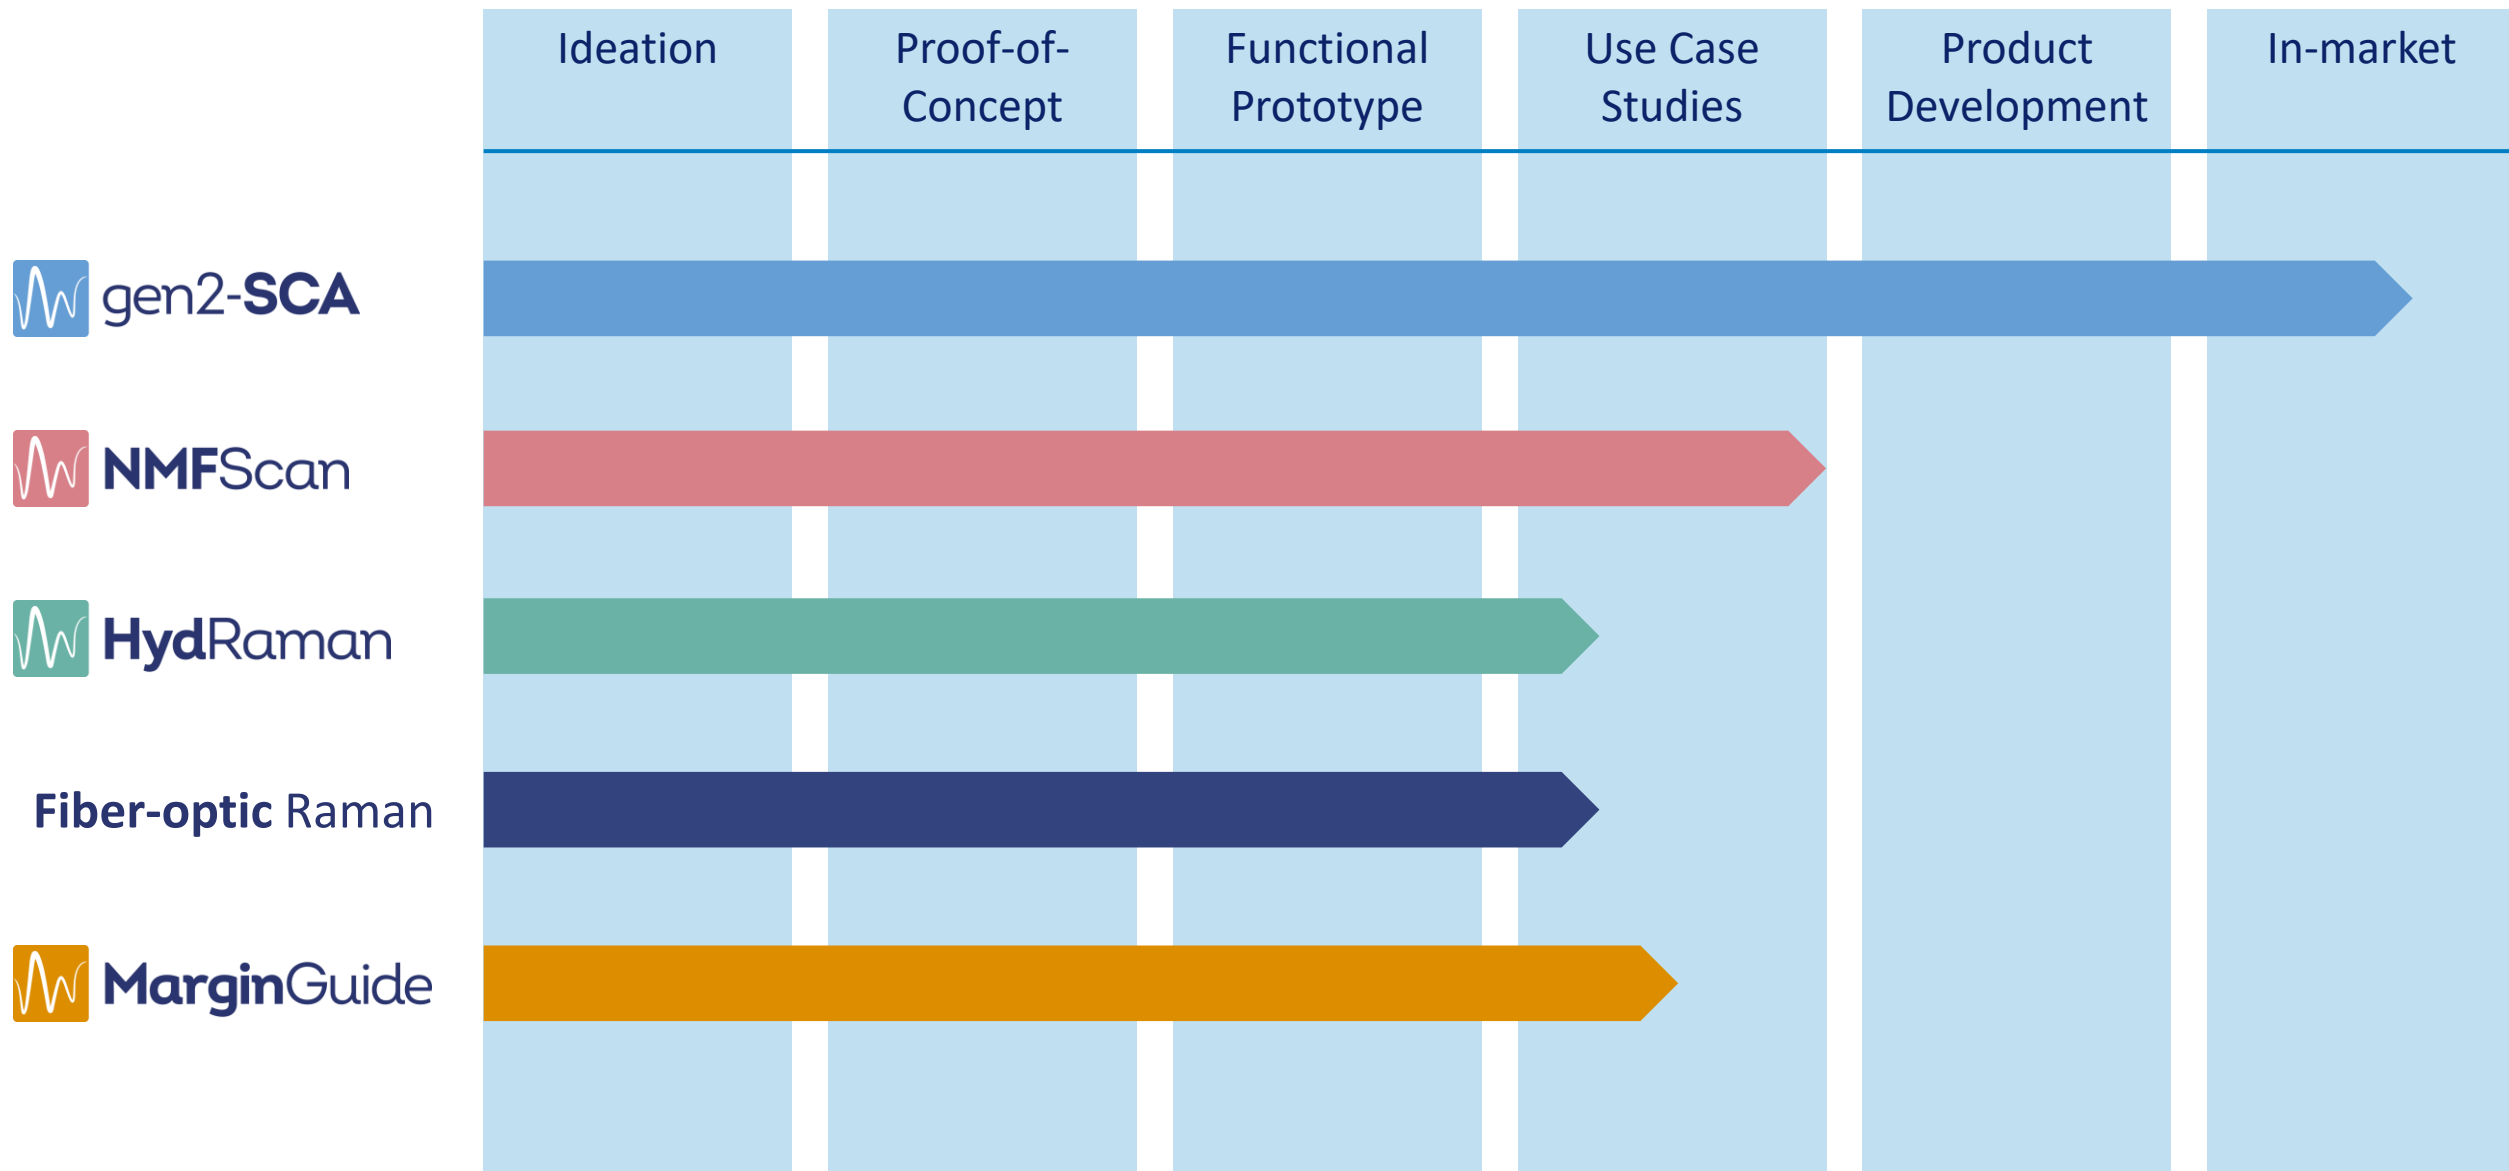 Ideation
Proof-of-
Concept
Functional
Prototype
Use Case
Studies
Product
Development
In-market
gen2-SCA
NMFScan
HydRaman
Fiber-optic Raman
MarginGuide